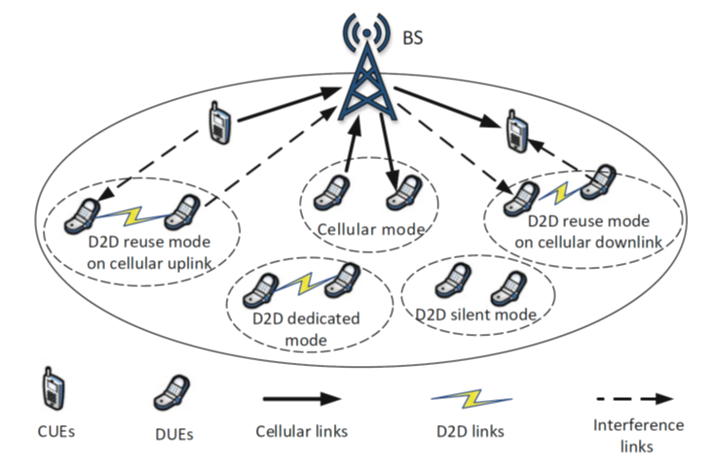 BS
Cellular mode
D2D reuse mode
on cellular uplink
D2D reuse mode
on cellular downlink
D2D dedicated
mode
D2D silent mode
CUEs
DUEs
Cellular links
D2D links
Interference
links